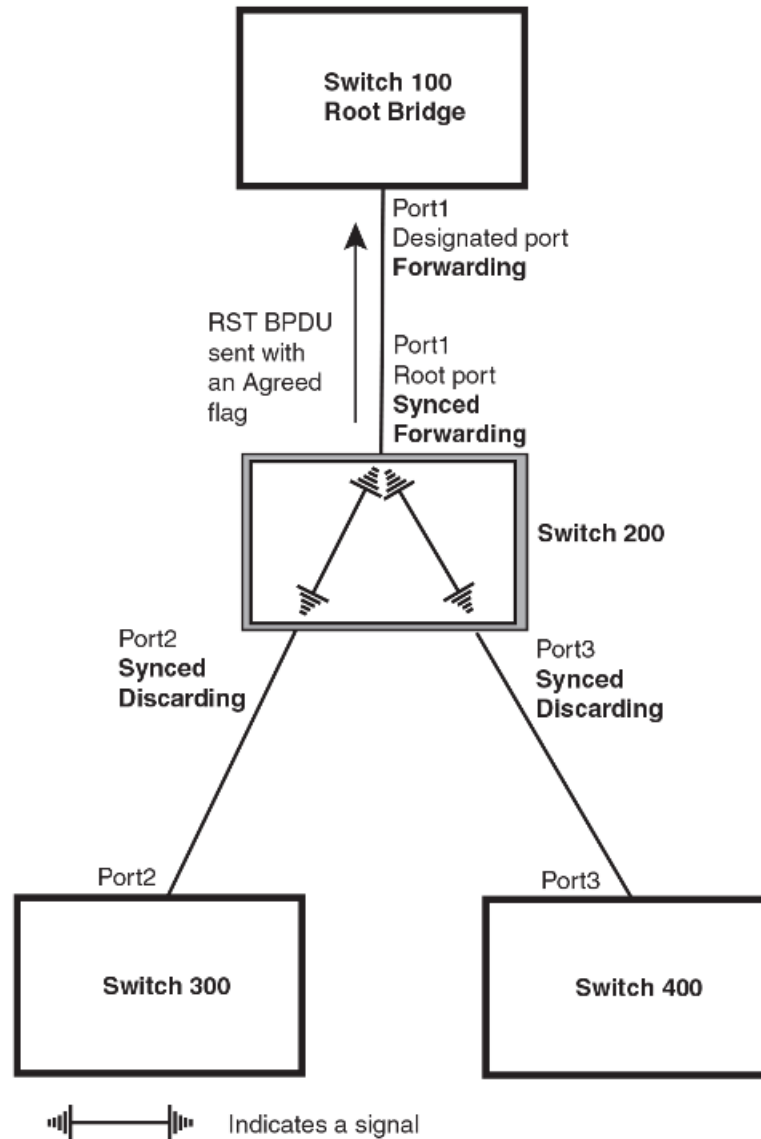 Switch 100
Root Bridge
Port1
Designated port
Forwarding
RST BPDU
sent with
an Agreed
flag
Port1
Root port
Synced
Forwarding
Switch 200
Port2
Synced
Discarding
Port3
Synced
Discarding
Port2
Port3
Switch 300
Switch 400
Indicates a signal